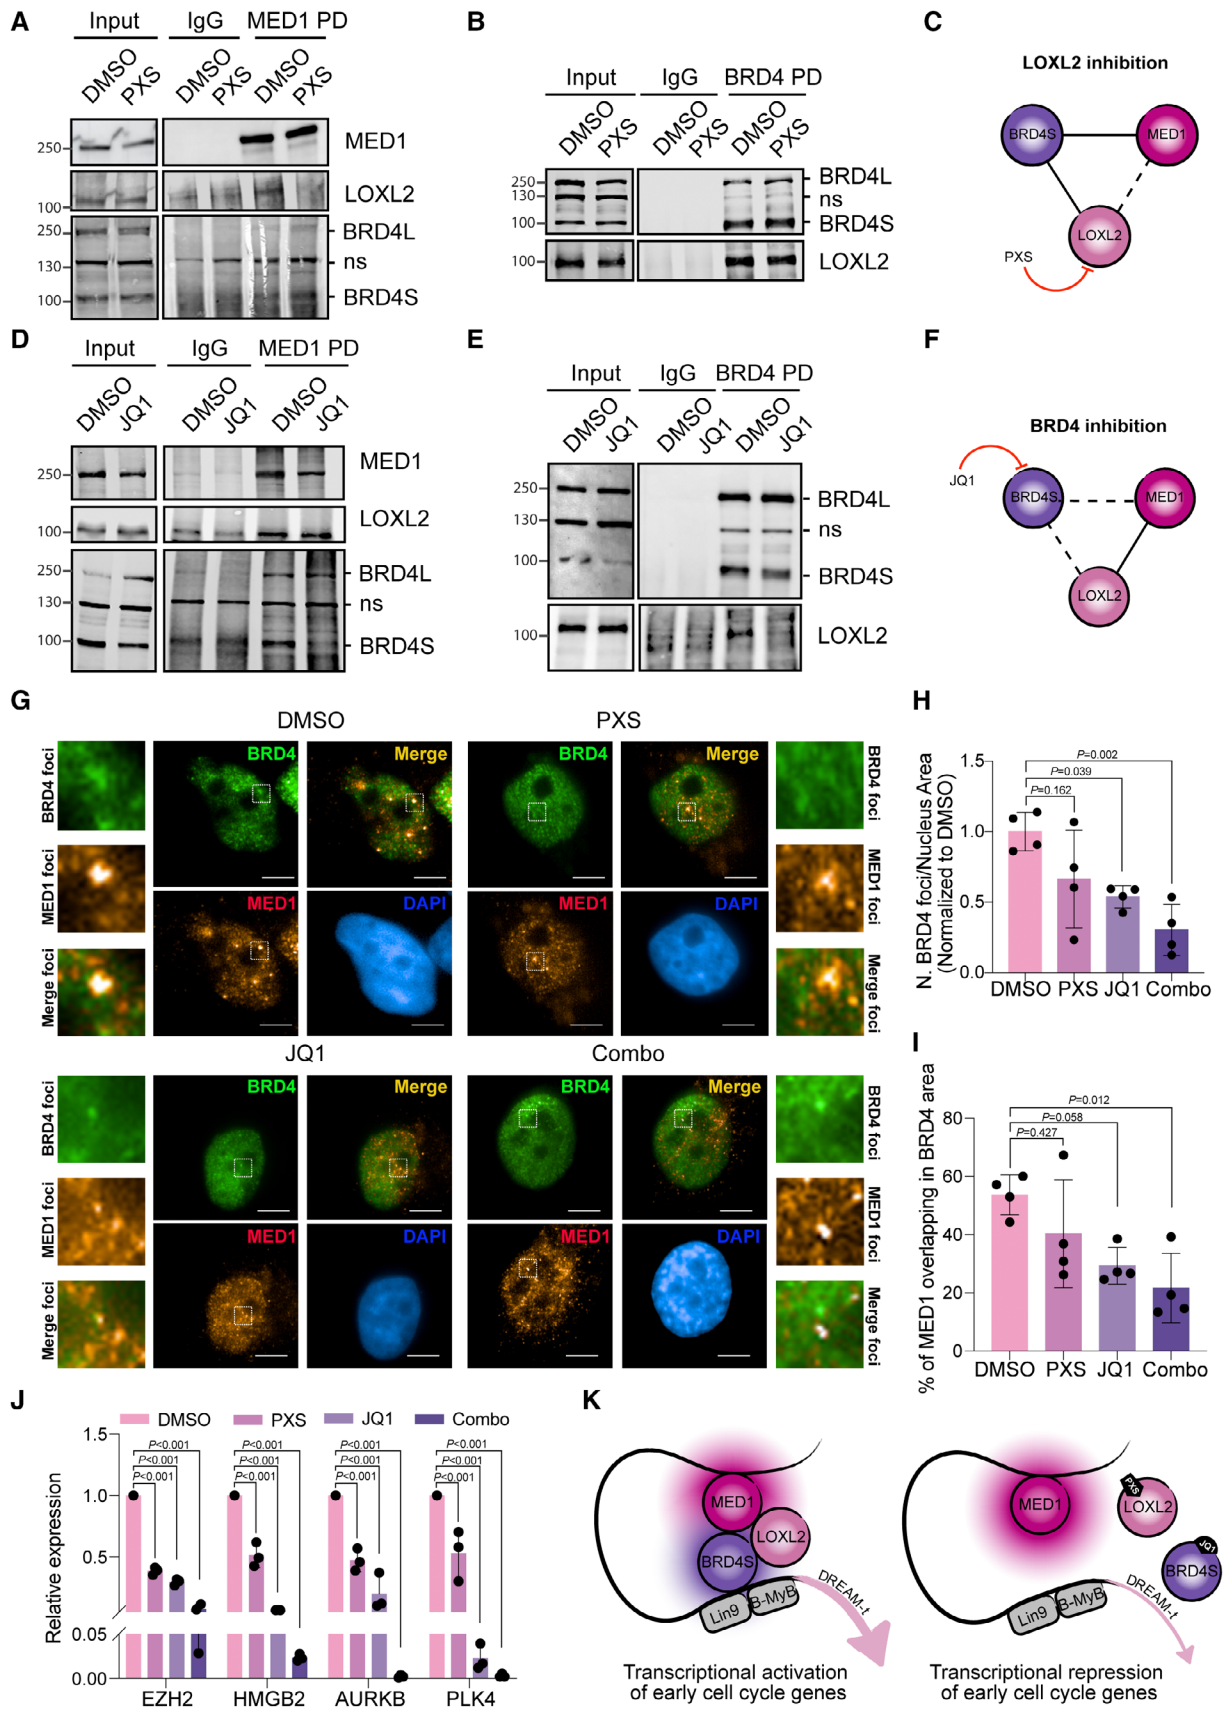 A
Input
IgG
MED1 PD
DMSO
PXS
DMSO
PXS
DMSO
PXS
250
MED1
LOXL2
100
250
BRD4L
130
ns
100
BRD4S
B
Input
IgG
BRD4 PD
DMSO
PXS
DMSO
PXS
DMSO
PXS
250
BRD4L
130
ns
100
BRD4S
100
LOXL2
C
LOXL2 inhibition
BRD4S
MED1
LOXL2
PXS
D
Input
IgG
MED1 PD
DMSO
JQ1
DMSO
JQ1
DMSO
JQ1
250
MED1
100
LOXL2
250
BRD4L
130
ns
100
BRD4S
E
Input
IgG
BRD4 PD
DMSO
JQ1
DMSO
JQ1
DMSO
JQ1
250
BRD4L
130
ns
100
BRD4S
100
LOXL2
F
BRD4 inhibition
JQ1
BRD4S
MED1
LOXL2
G
DMSO
PXS
BRD4 foci
MED1 foci
Merge foci
BRD4
Merge
MED1
DAPI
BRD4
Merge
MED1
DAPI
BRD4 foci
MED1 foci
Merge foci
JQ1
Combo
BRD4 foci
MED1 foci
Merge foci
BRD4
Merge
MED1
DAPI
BRD4
Merge
MED1
DAPI
BRD4 foci
MED1 foci
Merge foci
H
N. BRD4 foci/Nucleus Area
(Normalized to DMSO)
1.5
1.0
0.5
0.0
P=0.002
P=0.039
P=0.162
DMSO PXS JQ1 Combo
I
% of MED1 overlapping in BRD4 area
80
60
40
20
0
P=0.012
P=0.058
P=0.427
DMSO PXS JQ1 Combo
J
DMSO PXS JQ1 Combo
Relative expression
1.5
1.0
0.5
0.05
0.00
P<0.001
P<0.001
P<0.001
P<0.001
P<0.001
P<0.001
P<0.001
P<0.001
P<0.001
P<0.001
P<0.001
P<0.001
EZH2 HMGB2 AURKB PLK4
K
MED1
LOXL2
BRD4S
Lin9
B-MyB
DREAM-t
Transcriptional activation
of early cell cycle genes
MED1
PXS
LOXL2
JQ1
BRD4S
Lin9
B-MyB
DREAM-t
Transcriptional repression
of early cell cycle genes